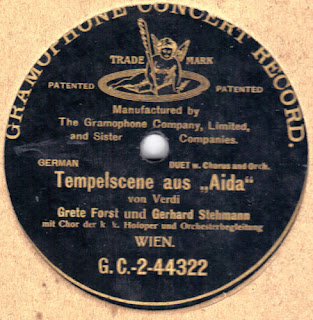 GRAMOPHONE CONCERT RECORD.
TRADE MARK
PATENTED PATENTED
Manufactured by
The Gramophone Company, Limited,
and Sister Companies.
GERMAN DUET w. Chorus and Orch.
Tempelscene aus „Aida“
von Verdi
Grete Forst und Gerhard Stehmann
mit Chor der k. k. Hofoper und Orchesterbegleitung
WIEN.
G.C.-2-44322